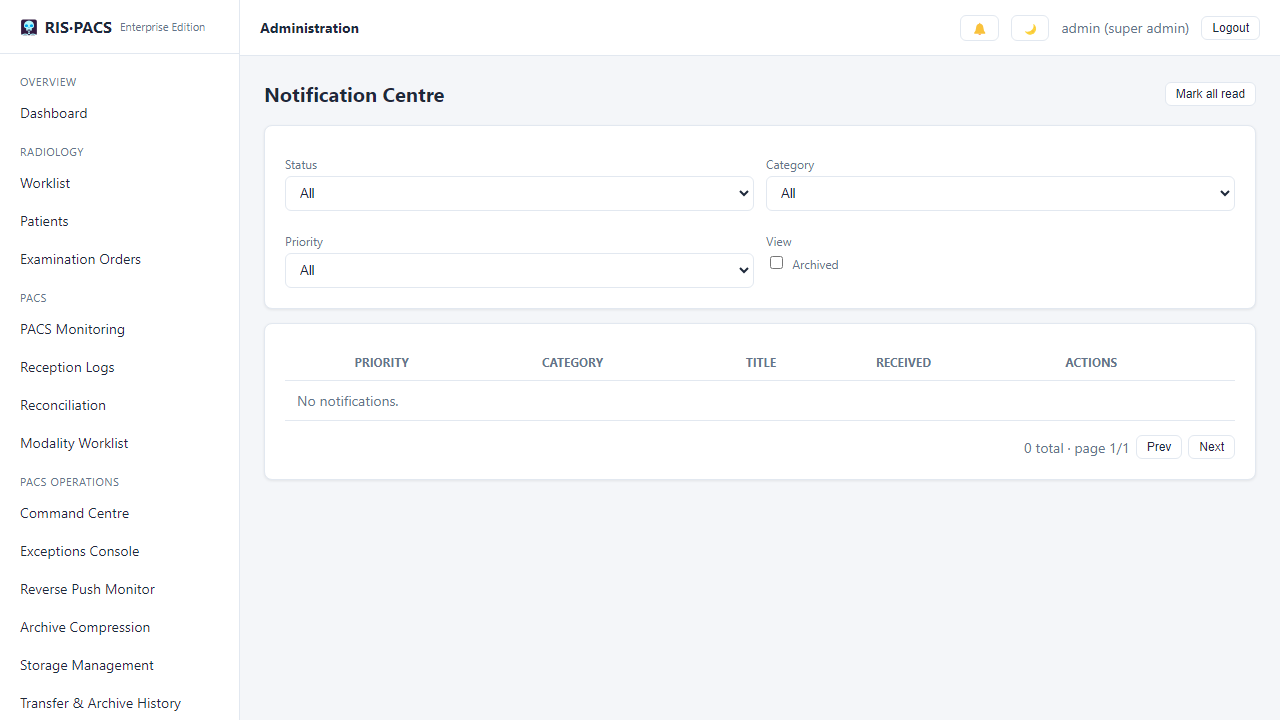 RIS·PACS Enterprise Edition
OVERVIEW
Dashboard
RADIOLOGY
Worklist
Patients
Examination Orders
PACS
PACS Monitoring
Reception Logs
Reconciliation
Modality Worklist
PACS OPERATIONS
Command Centre
Exceptions Console
Reverse Push Monitor
Archive Compression
Storage Management
Transfer & Archive History
Administration
admin (super admin) Logout
Notification Centre
Mark all read
Status Category
All All
Priority View
All Archived
PRIORITY CATEGORY TITLE RECEIVED ACTIONS
No notifications.
0 total · page 1/1 Prev Next